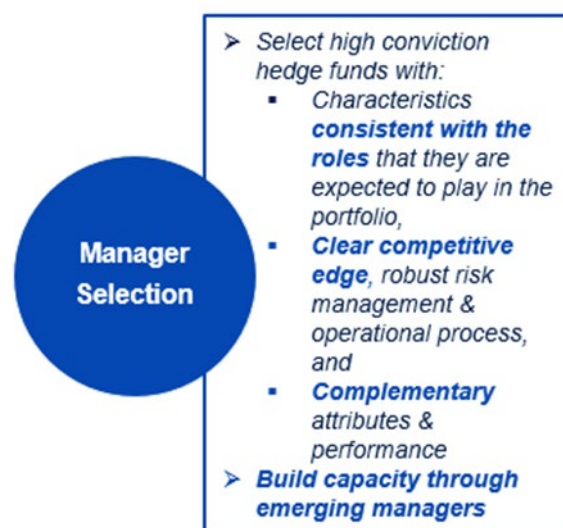 Manager
Selection
➢ Select high conviction
hedge funds with:
▪ Characteristics
consistent with the
roles that they are
expected to play in the
portfolio,
▪ Clear competitive
edge, robust risk
management &
operational process,
and
▪ Complementary
attributes &
performance
➢ Build capacity through
emerging managers